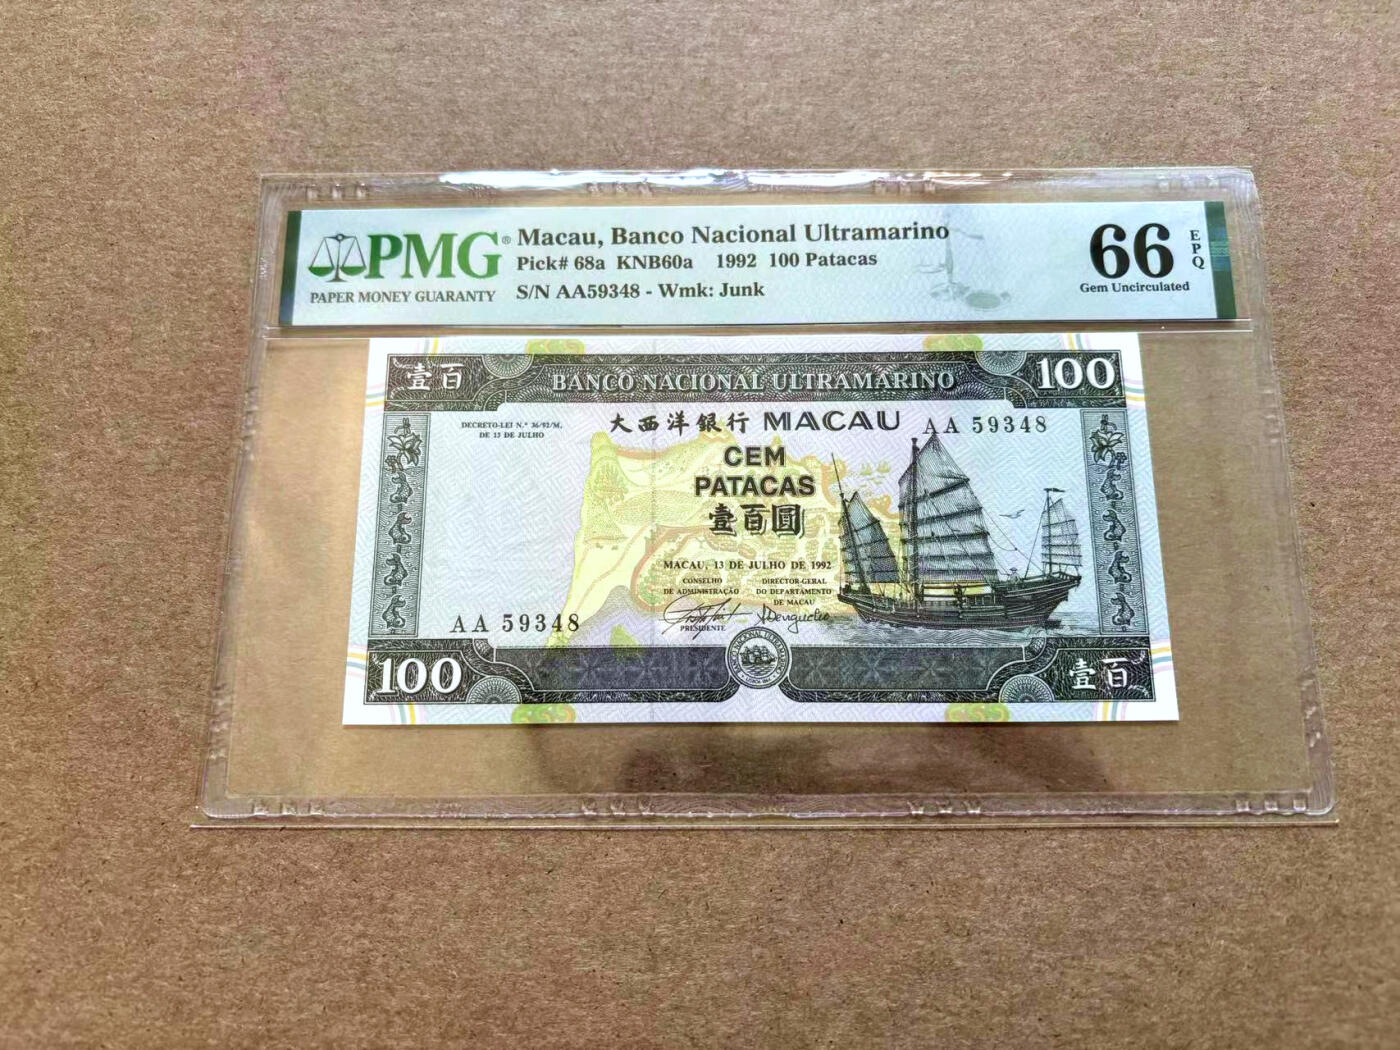 PMG® Macau, Banco Nacional Ultramarino
Pick# 68a KNB60a 1992 100 Patacas
PAPER MONEY GUARANTY
S/N AA59348 - Wmk: Junk
66 EPQ
Gem Uncirculated
壹百
BANCO NACIONAL ULTRAMARINO
100
DECRETO-LEI N.º 36/92/M,
DE 13 DE JULHO
大西洋銀行 MACAU
AA 59348
CEM
PATACAS
壹百圓
MACAU, 13 DE JULHO DE 1992
CONSELHO
DE ADMINISTRAÇÃO
PRESIDENTE
DIRECTOR-GERAL
DO DEPARTAMENTO
DE MACAU
AA 59348
100
壹百